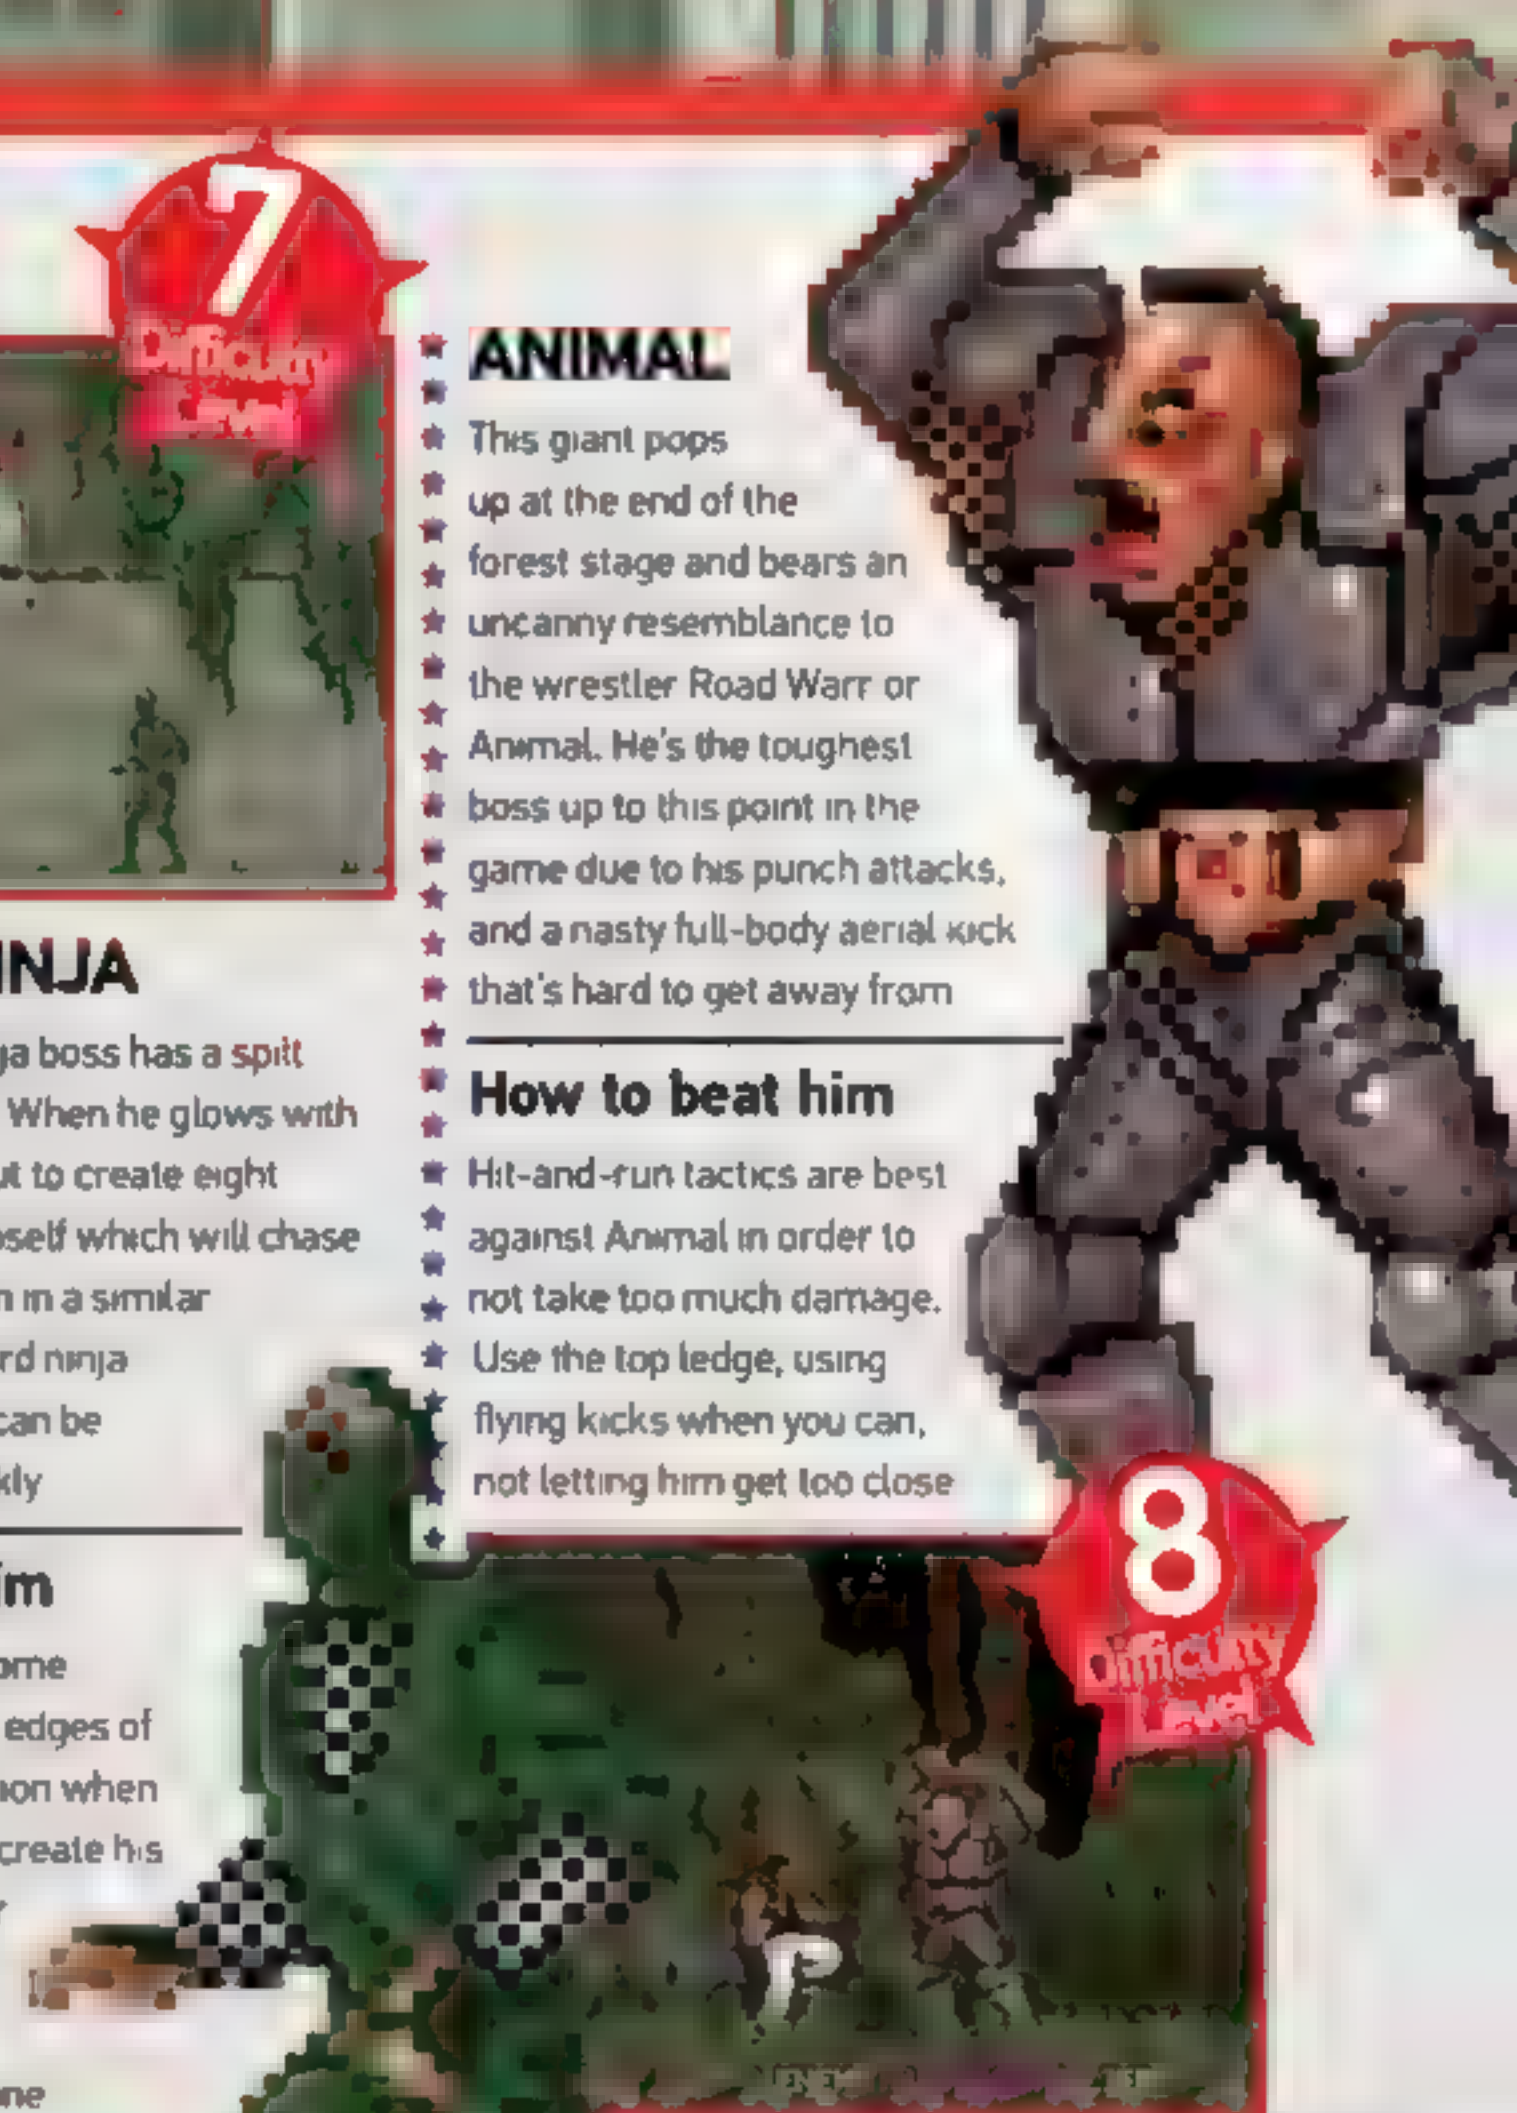 7
Difficulty
Level
INJA
ga boss has a spilt
When he glows with
ut to create eight
self which will chase
n in a similar
rd ninja
can be
kly
im
ome
edges of
ion when
create his
ne
ANIMAL
This giant pops
up at the end of the
forest stage and bears an
uncanny resemblance to
the wrestler Road Warr or
Animal. He's the toughest
boss up to this point in the
game due to his punch attacks,
and a nasty full-body aerial kick
that's hard to get away from
How to beat him
Hit-and-run tactics are best
against Animal in order to
not take too much damage.
Use the top ledge, using
flying kicks when you can,
not letting him get too close
8
Difficulty
Level